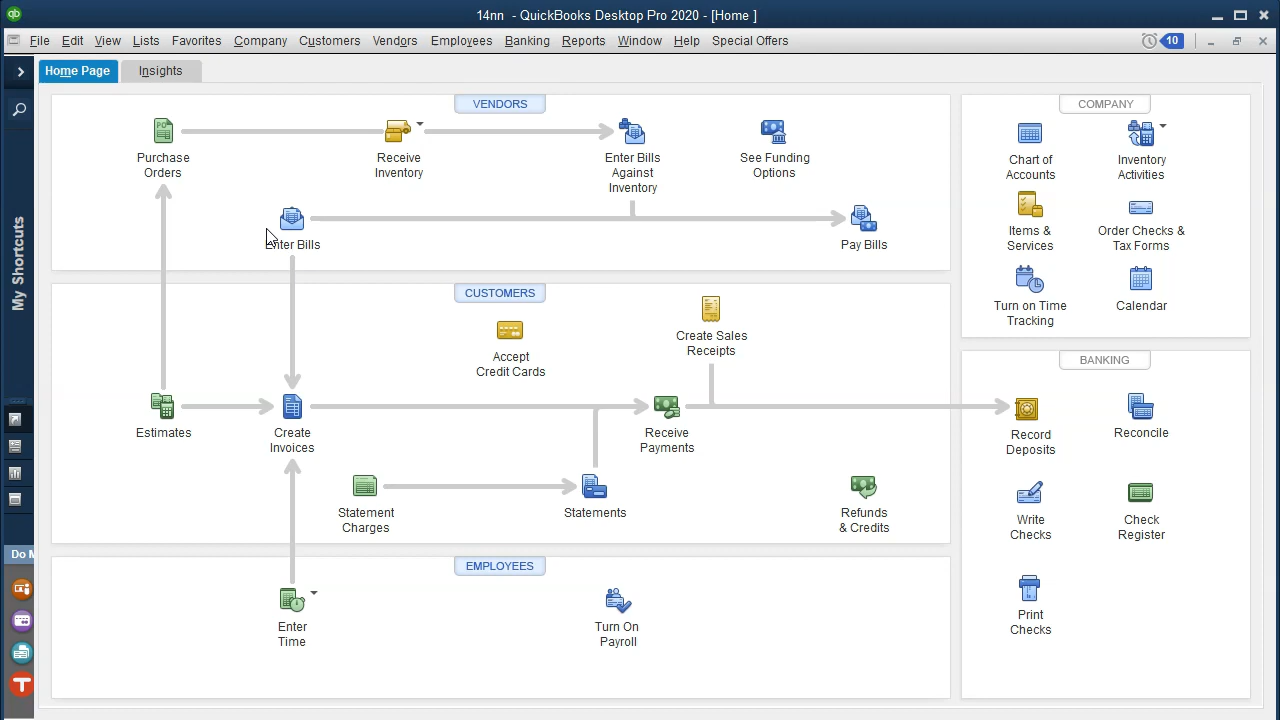 qb
14nn - QuickBooks Desktop Pro 2020 - [Home ]
File Edit View Lists Favorites Company Customers Vendors Employees Banking Reports Window Help Special Offers
10
Home Page
Insights
My Shortcuts
Do M
VENDORS
Purchase
Orders
Receive
Inventory
Enter Bills
Against
Inventory
See Funding
Options
Enter Bills
Pay Bills
CUSTOMERS
Accept
Credit Cards
Create Sales
Receipts
Estimates
Create
Invoices
Receive
Payments
Statement
Charges
Statements
Refunds
& Credits
EMPLOYEES
Enter
Time
Turn On
Payroll
COMPANY
Chart of
Accounts
Inventory
Activities
Items &
Services
Order Checks &
Tax Forms
Turn on Time
Tracking
Calendar
BANKING
Record
Deposits
Reconcile
Write
Checks
Check
Register
Print
Checks